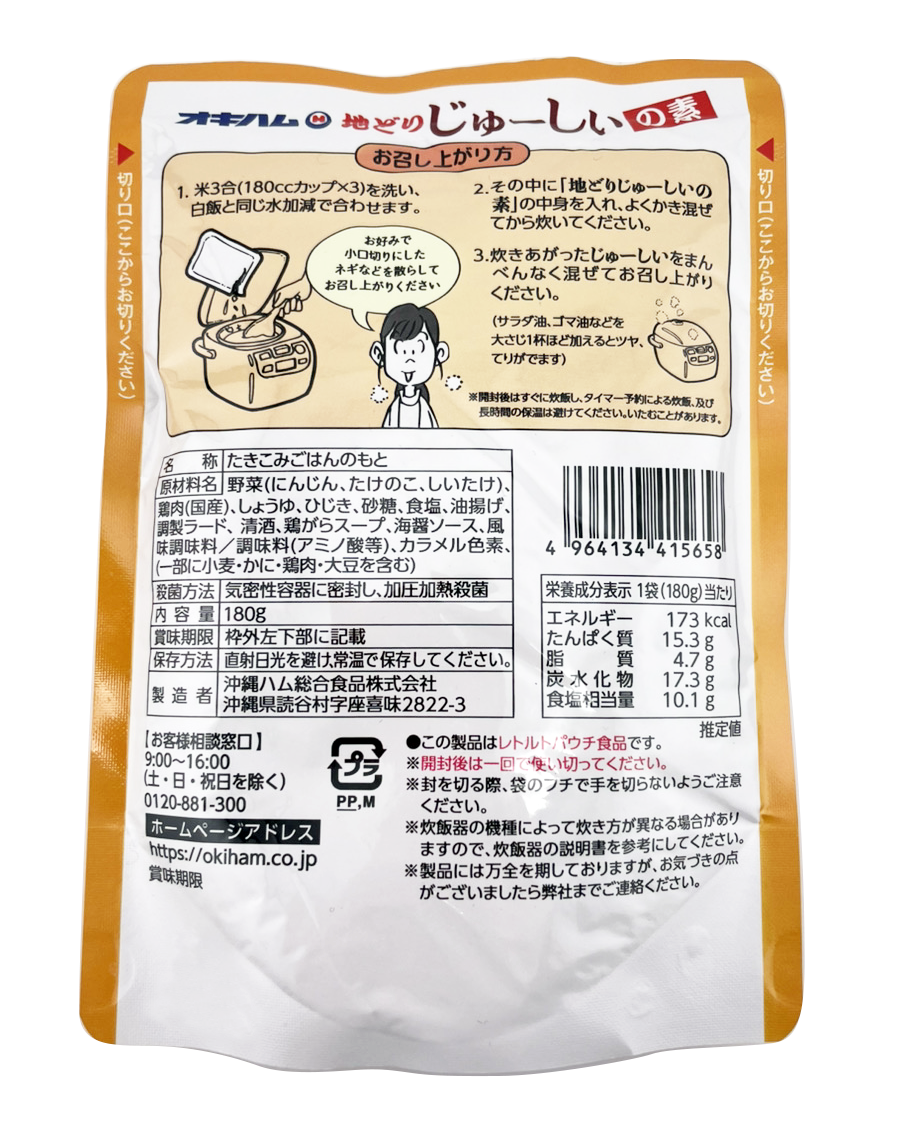 オキハム 地どりじゅーしぃの素
お召し上がり方
切り口(ここからお切りください)
1. 米3合(180ccカップ×3)を洗い、
白飯と同じ水加減で合わせます。
お好みで
小口切りにした
ネギなどを散らして
お召し上がりください
2.その中に「地どりじゅーしぃの
素」の中身を入れ、よくかき混ぜ
てから炊いてください。
3.炊きあがったじゅーしぃをまん
べんなく混ぜてお召し上がり
ください。
(サラダ油、ゴマ油などを
大さじ1杯ほど加えるとツヤ、
てりがでます)
※開封後はすぐに炊飯し、タイマー予約による炊飯、及び
長時間の保温は避けてください。いたむことがあります。
切り口(ここからお切りください)
名称 たきこみごはんのもと
原材料名 野菜(にんじん、たけのこ、しいたけ)、
鶏肉(国産)、しょうゆ、ひじき、砂糖、食塩、油揚げ、
調製ラード、清酒、鶏がらスープ、海醤ソース、風
味調味料/調味料(アミノ酸等)、カラメル色素、
(一部に小麦・かに・鶏肉・大豆を含む)
殺菌方法 気密性容器に密封し、加圧加熱殺菌
内容量 180g
賞味期限 枠外左下部に記載
保存方法 直射日光を避け常温で保存してください。
製造者 沖縄ハム総合食品株式会社
沖縄県読谷村字座喜味2822-3
4 964134 415658
栄養成分表示 1袋(180g)当たり
エネルギー 173 kcal
たんぱく質 15.3 g
脂質 4.7 g
炭水化物 17.3 g
食塩相当量 10.1 g
推定値
【お客様相談窓口】
9:00~16:00
(土・日・祝日を除く)
0120-881-300
ホームページアドレス
https://okiham.co.jp
賞味期限
プラ
PP,M
●この製品はレトルトパウチ食品です。
※開封後は一回で使い切ってください。
※封を切る際、袋のフチで手を切らないようご注意
ください。
※炊飯器の機種によって炊き方が異なる場合があり
ますので、炊飯器の説明書を参考にしてください。
※製品には万全を期しておりますが、お気づきの点
がございましたら弊社までご連絡ください。